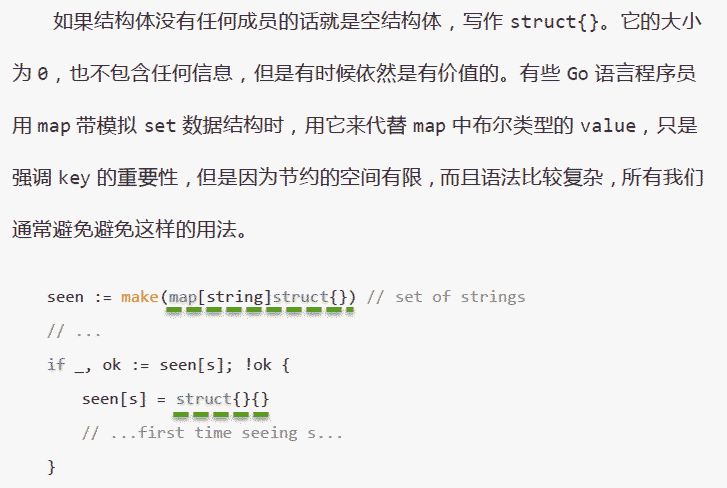 如果结构体没有任何成员的话就是空结构体，写作 struct{}。它的大小
为 0，也不包含任何信息，但是有时候依然是有价值的。有些 Go 语言程序员
用 map 带模拟 set 数据结构时，用它来代替 map 中布尔类型的 value，只是
强调 key 的重要性，但是因为节约的空间有限，而且语法比较复杂，所有我们
通常避免避免这样的用法。
seen := make(map[string]struct{}) // set of strings
// ...
if _, ok := seen[s]; !ok {
seen[s] = struct{}{}
// ...first time seeing s...
}